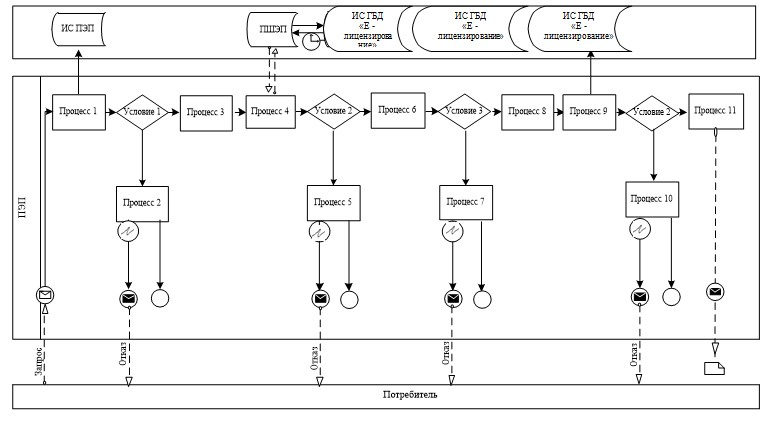 ИС ПЭП
ПШЭП
ИС ГБД
«Е -
лицензирова
ние»
ИС ГБД
«Е -
лицензирование»
ИС ГБД
«Е -
лицензирование»
ПЭП
Процесс 1
Условие 1
Процесс 3
Процесс 4
Условие 2
Процесс 6
Условие 3
Процесс 8
Процесс 9
Условие 2
Процесс 11
Процесс 2
Процесс 5
Процесс 7
Процесс 10
Запрос
Отказ
Отказ
Отказ
Отказ
Потребитель